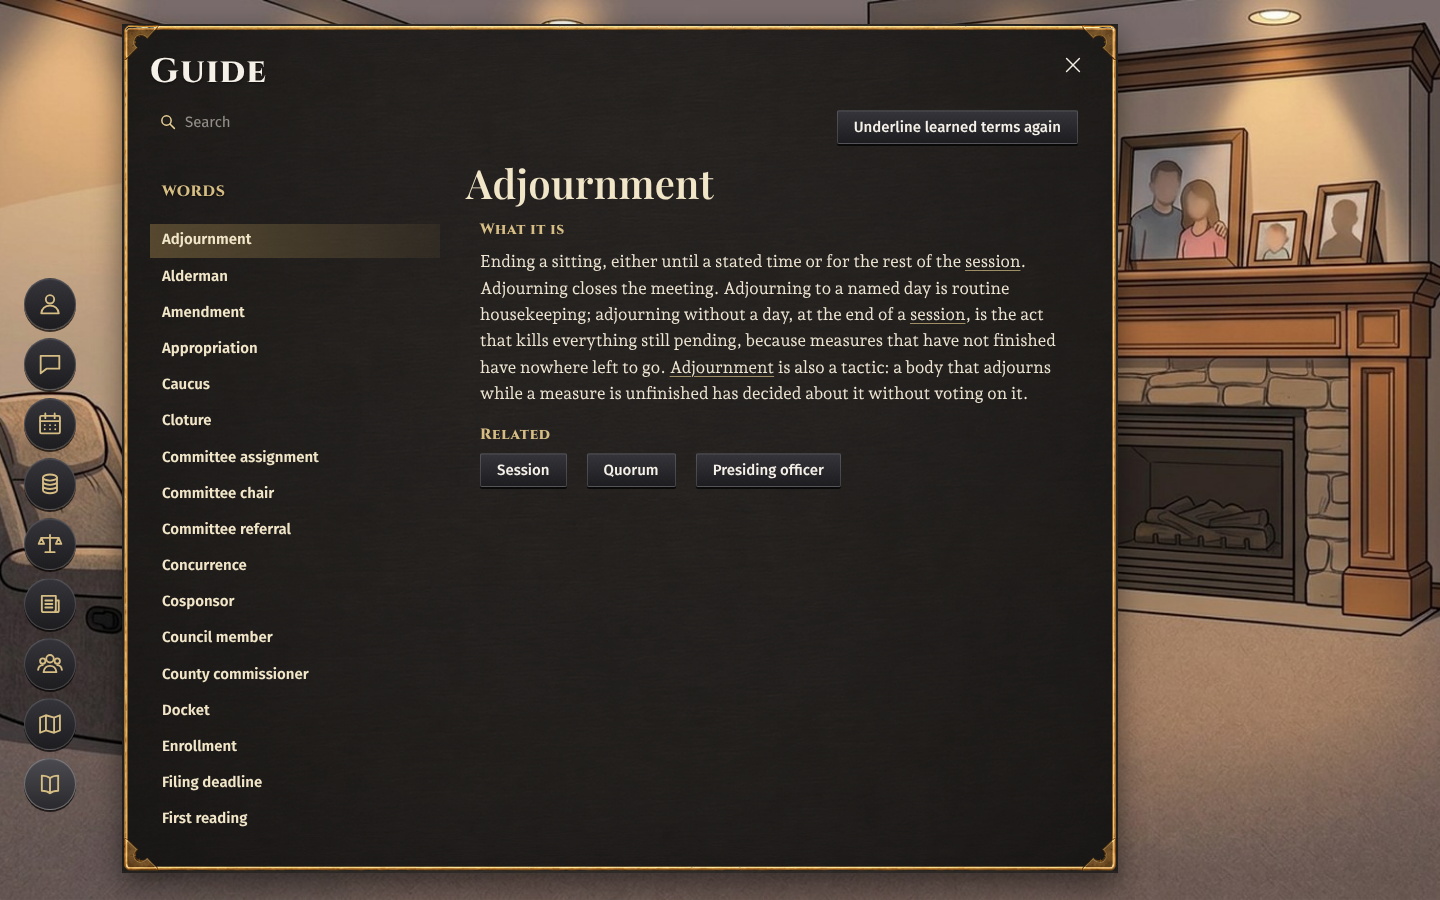 GUIDE
Search
Underline learned terms again
WORDS
Adjournment
Alderman
Amendment
Appropriation
Caucus
Cloture
Committee assignment
Committee chair
Committee referral
Concurrence
Cosponsor
Council member
County commissioner
Docket
Enrollment
Filing deadline
First reading
Adjournment
WHAT IT IS
Ending a sitting, either until a stated time or for the rest of the session.
Adjourning closes the meeting. Adjourning to a named day is routine
housekeeping; adjourning without a day, at the end of a session, is the act
that kills everything still pending, because measures that have not finished
have nowhere left to go. Adjournment is also a tactic: a body that adjourns
while a measure is unfinished has decided about it without voting on it.
RELATED
Session
Quorum
Presiding officer